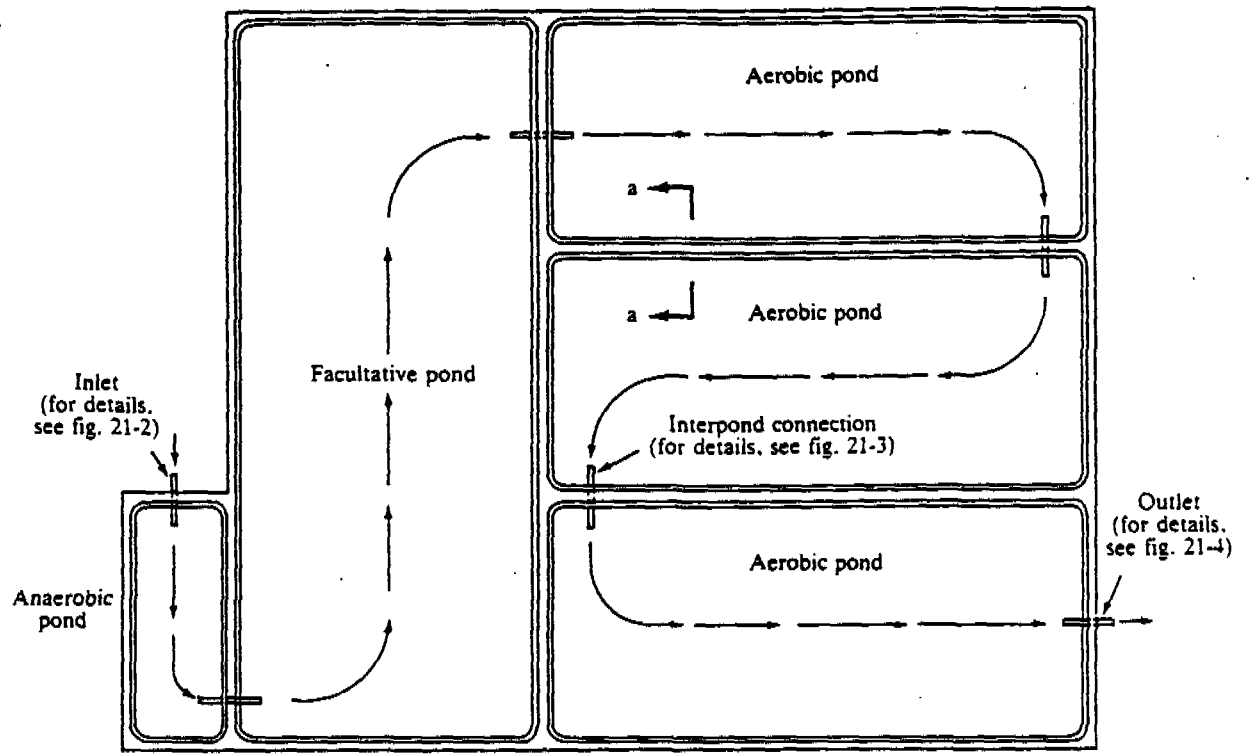 Aerobic pond
a
a
Aerobic pond
Facultative pond
Inlet
(for details.
see fig. 21-2)
Interpond connection
(for details, see fig. 21-3)
Outlet
(for details.
see fig. 21-4)
Aerobic pond
Anaerobic
pond